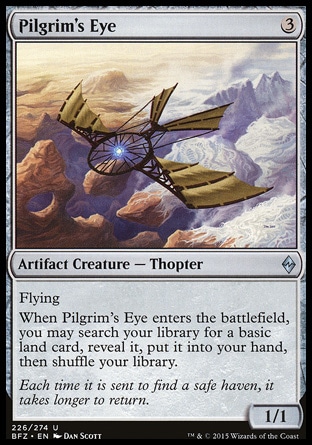 Pilgrim's Eye 3
Artifact Creature — Thopter
Flying
When Pilgrim's Eye enters the battlefield,
you may search your library for a basic
land card, reveal it, put it into your hand,
then shuffle your library.
Each time it is sent to find a safe haven, it
takes longer to return.
1/1
226/274 U
BFZ • EN Dan Scott
™ & © 2015 Wizards of the Coast